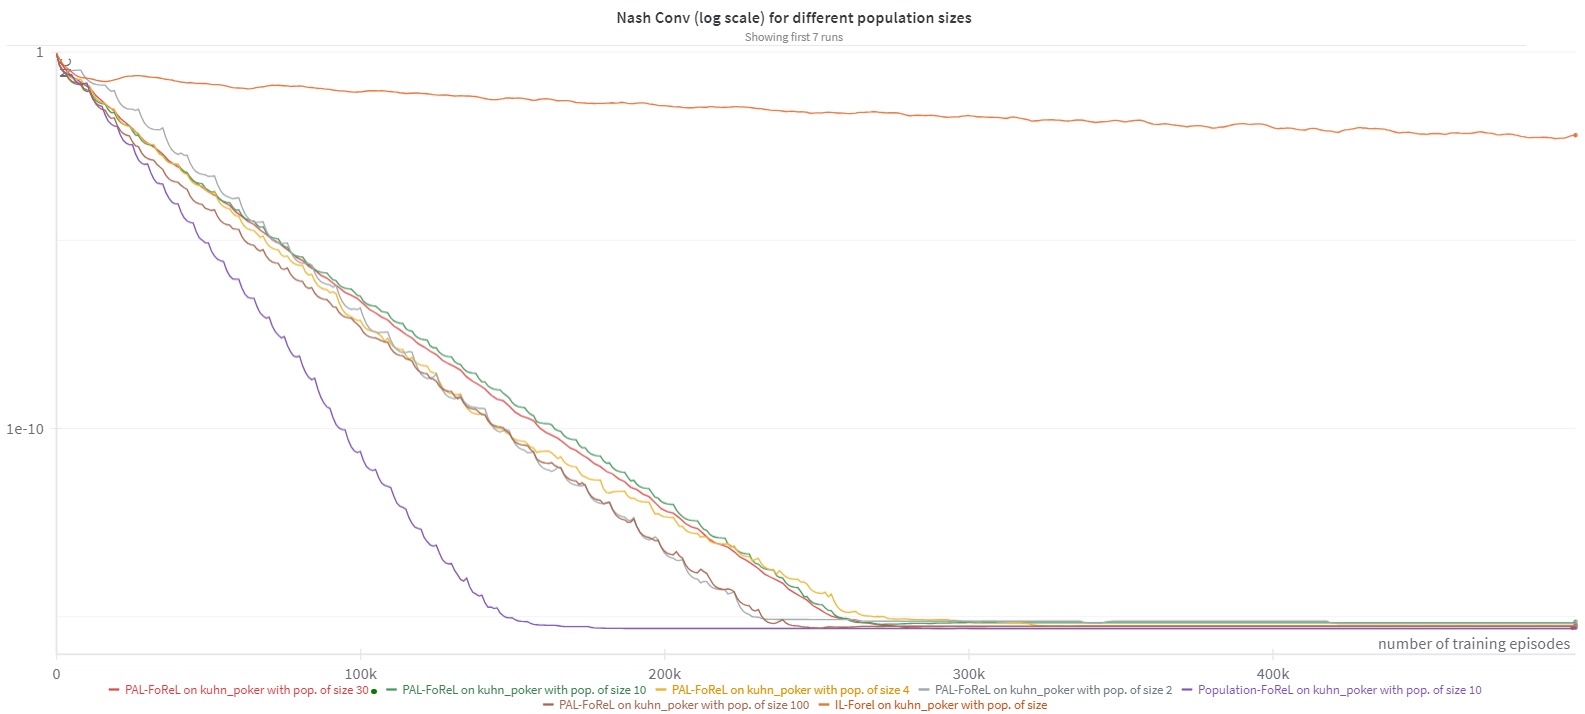 Nash Conv (log scale) for different population sizes
Showing first 7 runs
1
1e-10
number of training episodes
0 100k 200k 300k 400k
PAL-FoReL on kuhn_poker with pop. of size 30 PAL-FoReL on kuhn_poker with pop. of size 10 PAL-FoReL on kuhn_poker with pop. of size 4 PAL-FoReL on kuhn_poker with pop. of size 2 Population-FoReL on kuhn_poker with pop. of size 10
PAL-FoReL on kuhn_poker with pop. of size 100 IL-Forel on kuhn_poker with pop. of size